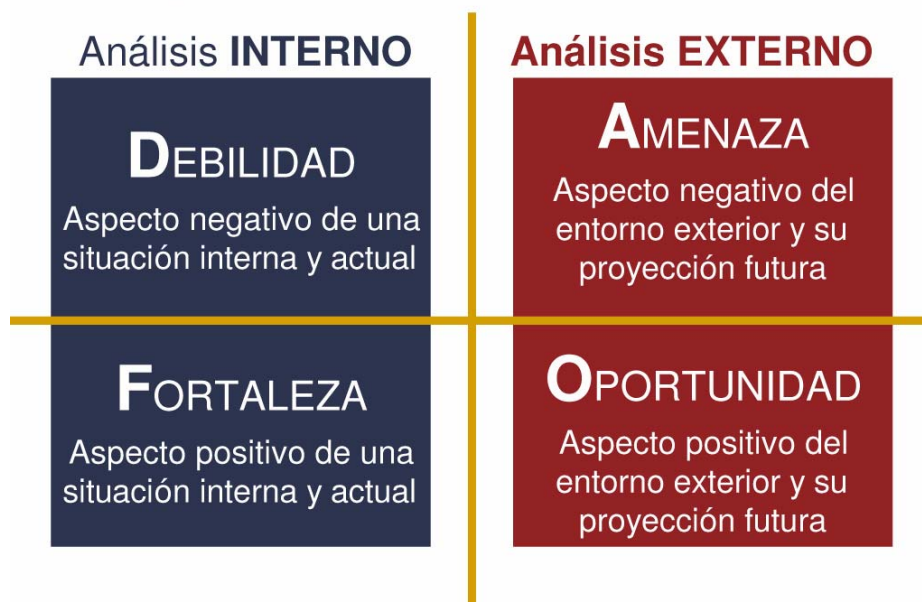 Análisis INTERNO
DEBILIDAD
Aspecto negativo de una
situación interna y actual
FORTALEZA
Aspecto positivo de una
situación interna y actual
Análisis EXTERNO
AMENAZA
Aspecto negativo del
entorno exterior y su
proyección futura
OPORTUNIDAD
Aspecto positivo del
entorno exterior y su
proyección futura